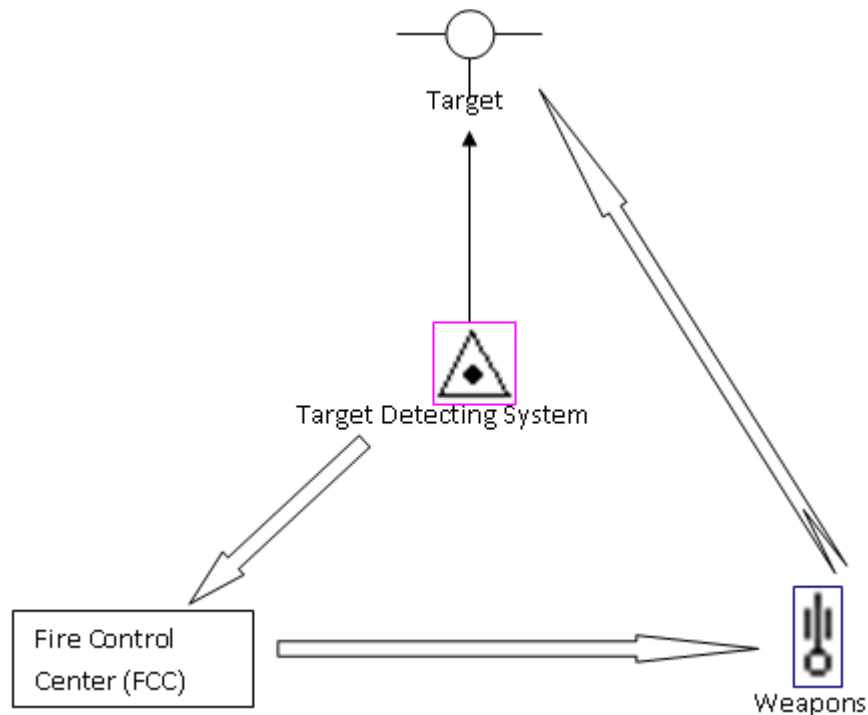 Target
Target Detecting System
Fire Control
Center (FCC)
Weapons